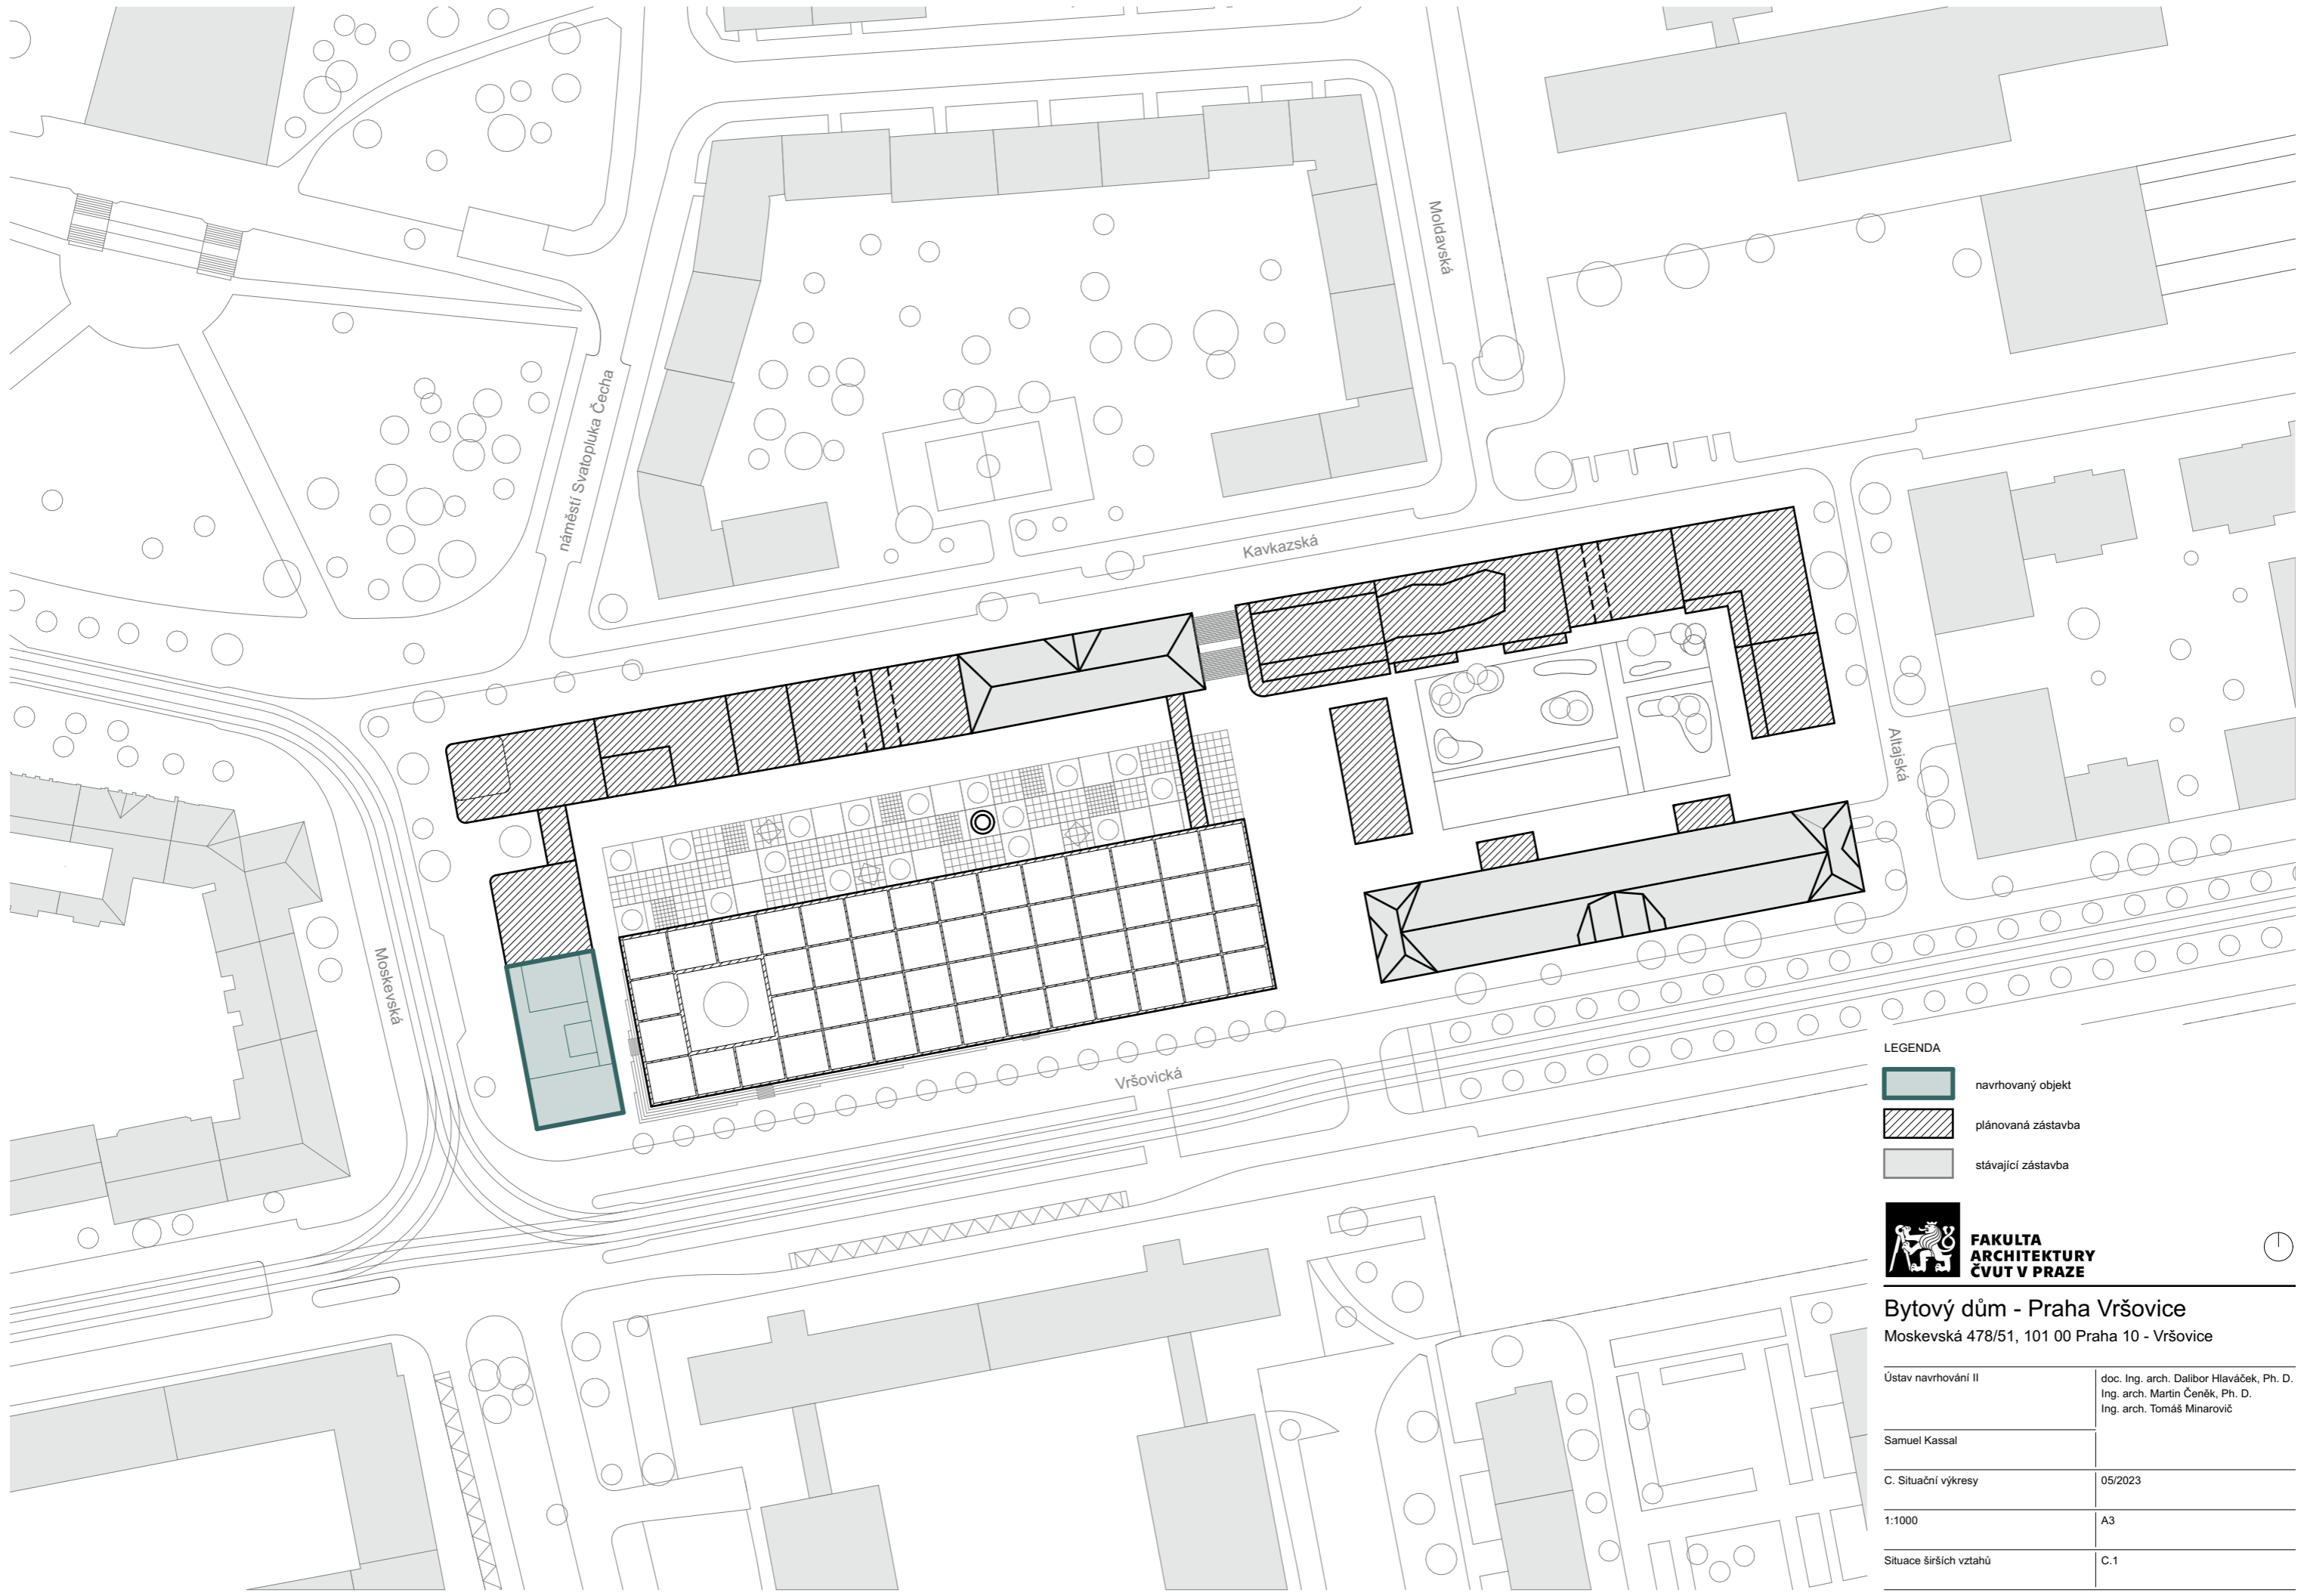 Moldavská
náměstí Svatopluka Čecha
Kavkazská
Altajská
Moskevská
Vršovická
LEGENDA
navrhovaný objekt
plánovaná zástavba
stávající zástavba
FAKULTA
ARCHITEKTURY
ČVUT V PRAZE
Bytový dům - Praha Vršovice
Moskevská 478/51, 101 00 Praha 10 - Vršovice
Ústav navrhování II
doc. Ing. arch. Dalibor Hlaváček, Ph. D.
Ing. arch. Martin Čeněk, Ph. D.
Ing. arch. Tomáš Minarovič
Samuel Kassal
C. Situační výkresy
05/2023
1:1000
A3
Situace širších vztahů
C.1